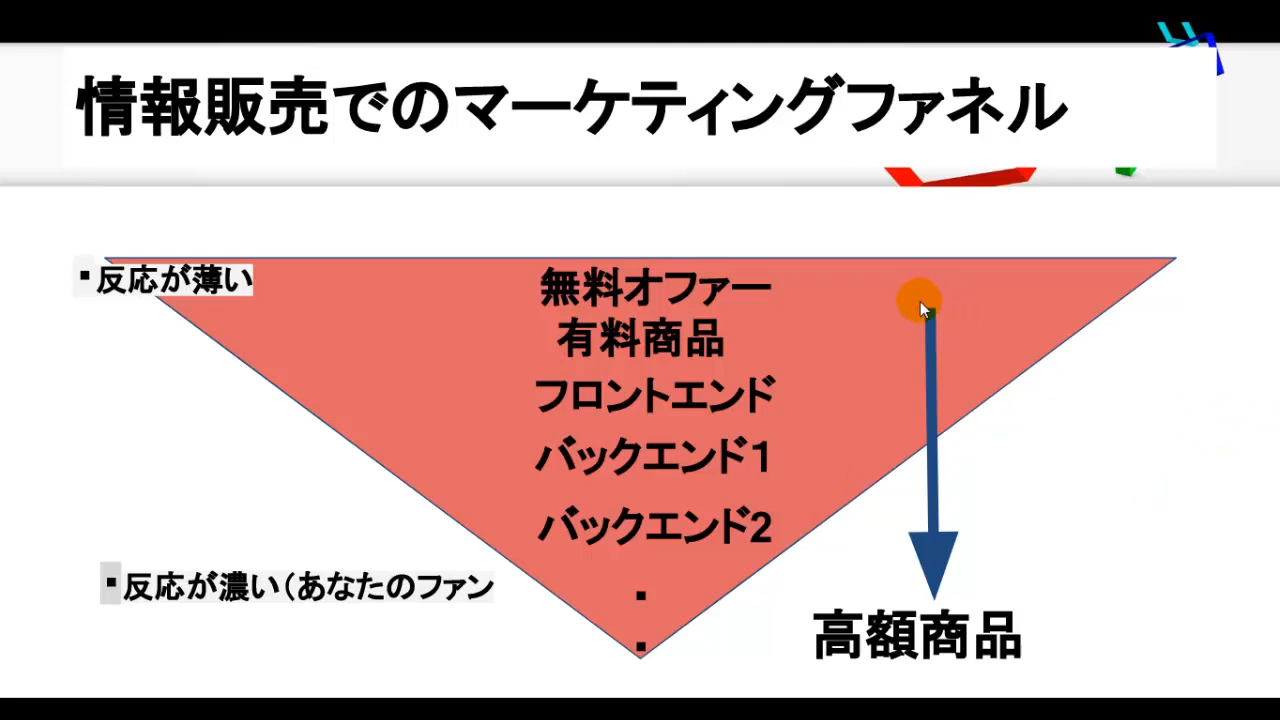 情報販売でのマーケティングファネル
▪反応が薄い
無料オファー
有料商品
フロントエンド
バックエンド1
バックエンド2
▪反応が濃い（あなたのファン
▪
▪
高額商品